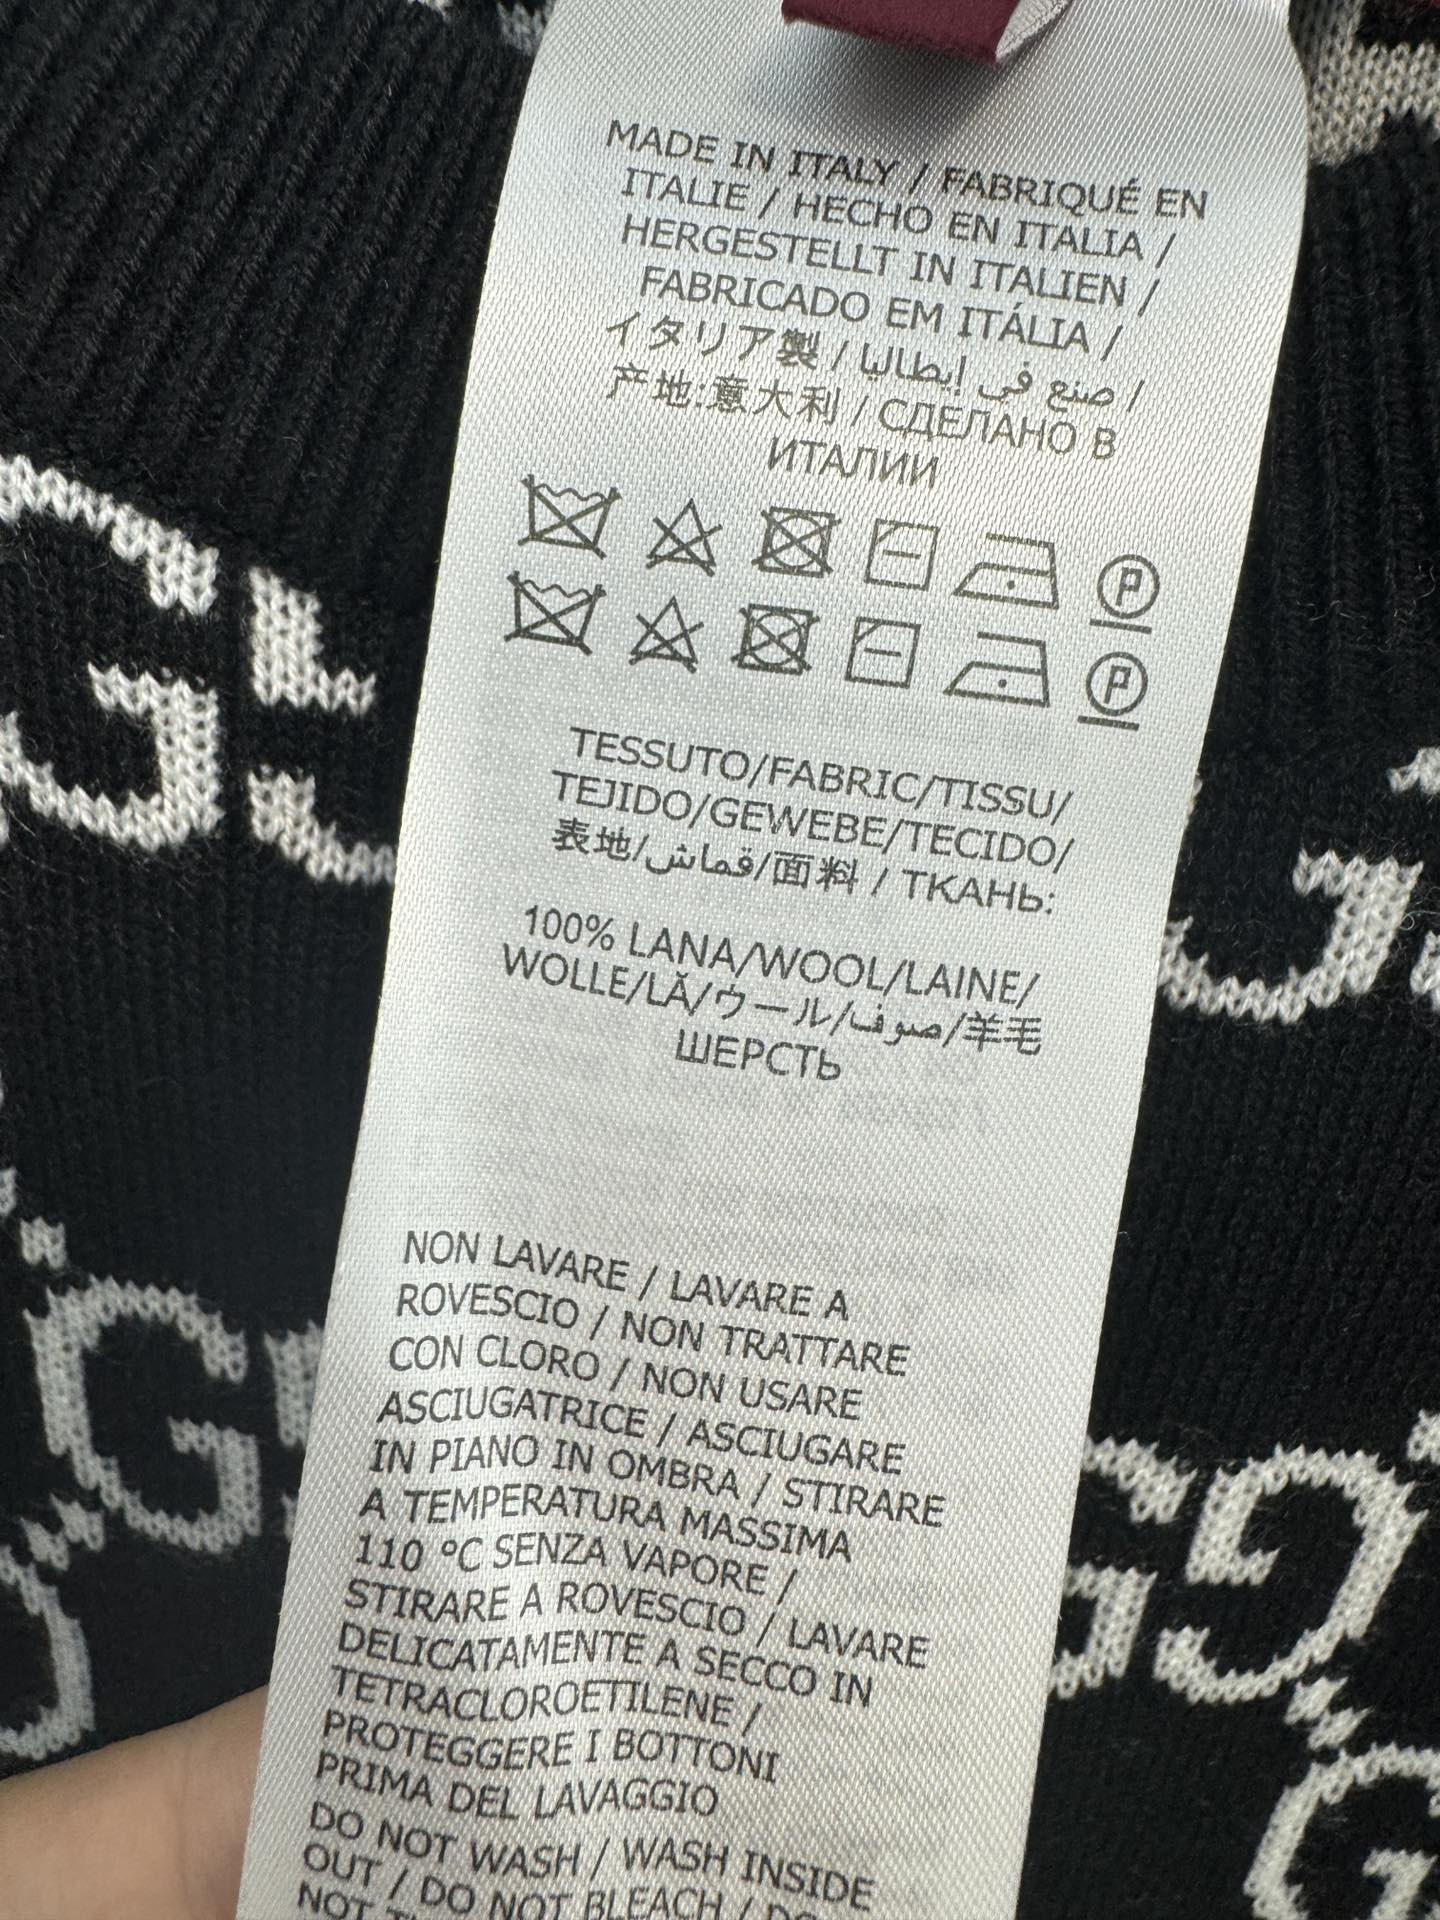 MADE IN ITALY / FABRIQUÉ EN
ITALIE / HECHO EN ITALIA /
HERGESTELLT IN ITALIEN /
FABRICADO EM ITÁLIA /
イタリア製 / صنع في إيطاليا /
产地:意大利 / СДЕЛАНО В
ИТАЛИИ
P
P
TESSUTO/FABRIC/TISSU/
TEJIDO/GEWEBE/TECIDO/
表地/قماش/面料 / ТКАНЬ:
100% LANA/WOOL/LAINE/
WOLLE/LÃ/ウール/صوف/羊毛
ШЕРСТЬ
NON LAVARE / LAVARE A
ROVESCIO / NON TRATTARE
CON CLORO / NON USARE
ASCIUGATRICE / ASCIUGARE
IN PIANO IN OMBRA / STIRARE
A TEMPERATURA MASSIMA
110 °C SENZA VAPORE /
STIRARE A ROVESCIO / LAVARE
DELICATAMENTE A SECCO IN
TETRACLOROETILENE /
PROTEGGERE I BOTTONI
PRIMA DEL LAVAGGIO
DO NOT WASH / WASH INSIDE
OUT / DO NOT BLEACH / DO
NOT